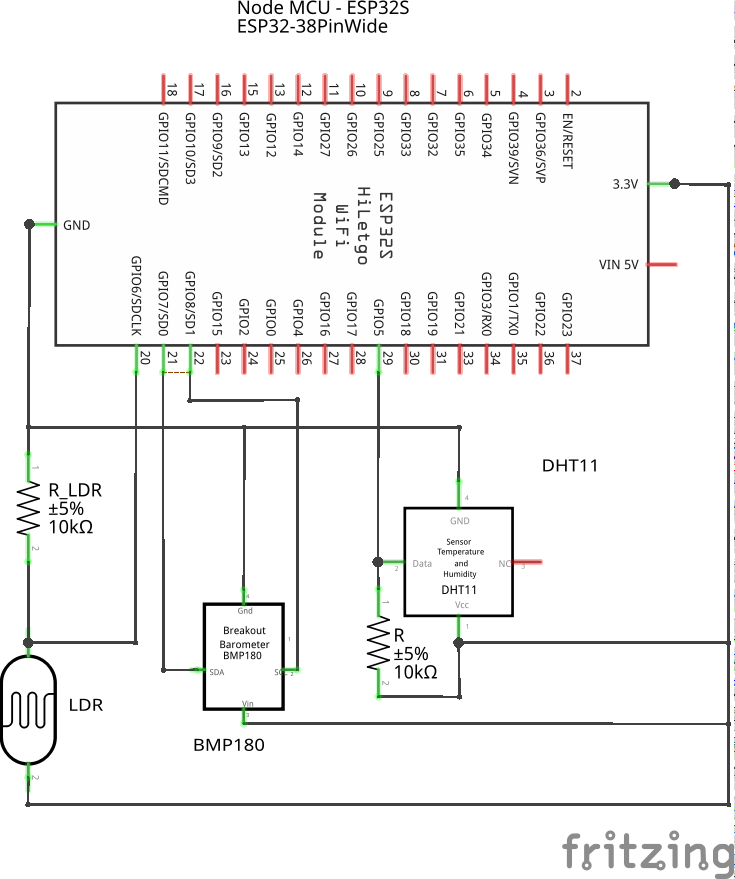 Node MCU - ESP32S
ESP32-38PinWide
18
17
16
15
13
12
11
10
9
8
7
6
5
4
3
2
GPIO11/SDCMD
GPIO10/SD3
GPIO9/SD2
GPIO13
GPIO12
GPIO14
GPIO27
GPIO26
GPIO25
GPIO33
GPIO32
GPIO35
GPIO34
GPIO39/SVN
GPIO36/SVP
EN/RESET
3.3V
ESP32S
HiLetgo
WiFi
Module
GND
VIN 5V
GPIO6/SDCLK
GPIO7/SD0
GPIO8/SD1
GPIO15
GPIO2
GPIO0
GPIO4
GPIO16
GPIO17
GPIO5
GPIO18
GPIO19
GPIO21
GPIO3/RX0
GPIO1/TX0
GPIO22
GPIO23
20
21
22
23
24
25
26
27
28
29
30
31
33
34
35
36
37
DHT11
1
R_LDR
±5%
10kΩ
2
4
GND
Sensor
Temperature
and
Humidity
DHT11
Data
2
NC
3
Vcc
1
4
Gnd
Breakout
Barometer
BMP180
1
SDA
SCL
2
Vin
3
BMP180
1
R
±5%
10kΩ
2
LDR
2
fritzing